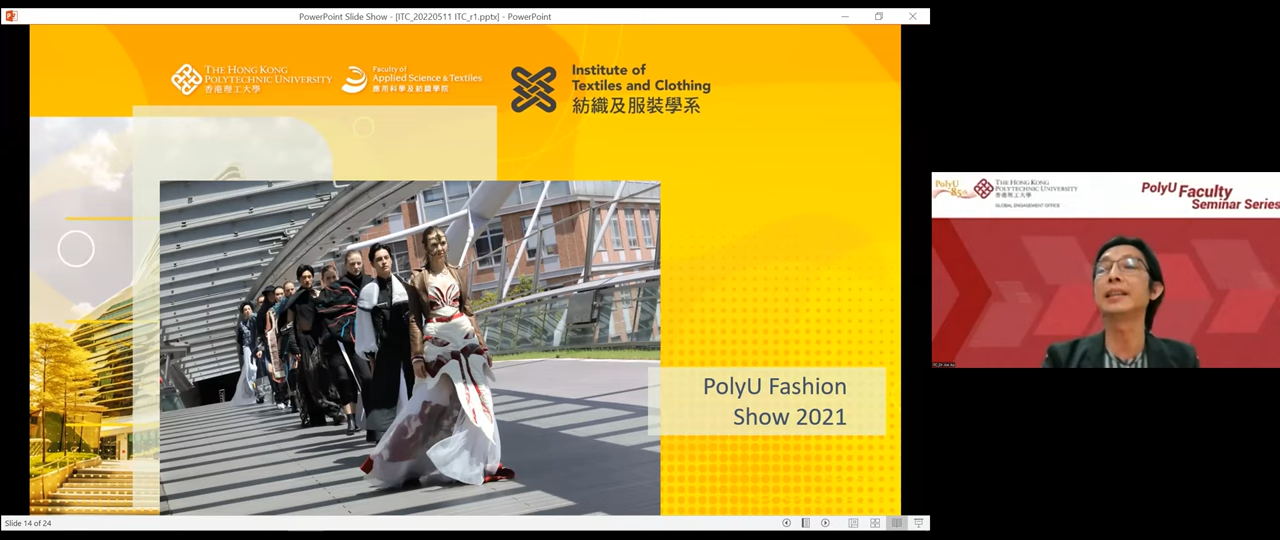 PowerPoint Slide Show - [ITC_20220511 ITC_r1.pptx] - PowerPoint
THE HONG KONG
POLYTECHNIC UNIVERSITY
香港理工大學
Faculty of
Applied Science & Textiles
應用科學及紡織學院
Institute of
Textiles and Clothing
紡織及服裝學系
PolyU Fashion
Show 2021
Slide 14 of 24
PolyU
85th
THE HONG KONG
POLYTECHNIC UNIVERSITY
香港理工大學
GLOBAL ENGAGEMENT OFFICE
PolyU Faculty
Seminar Series